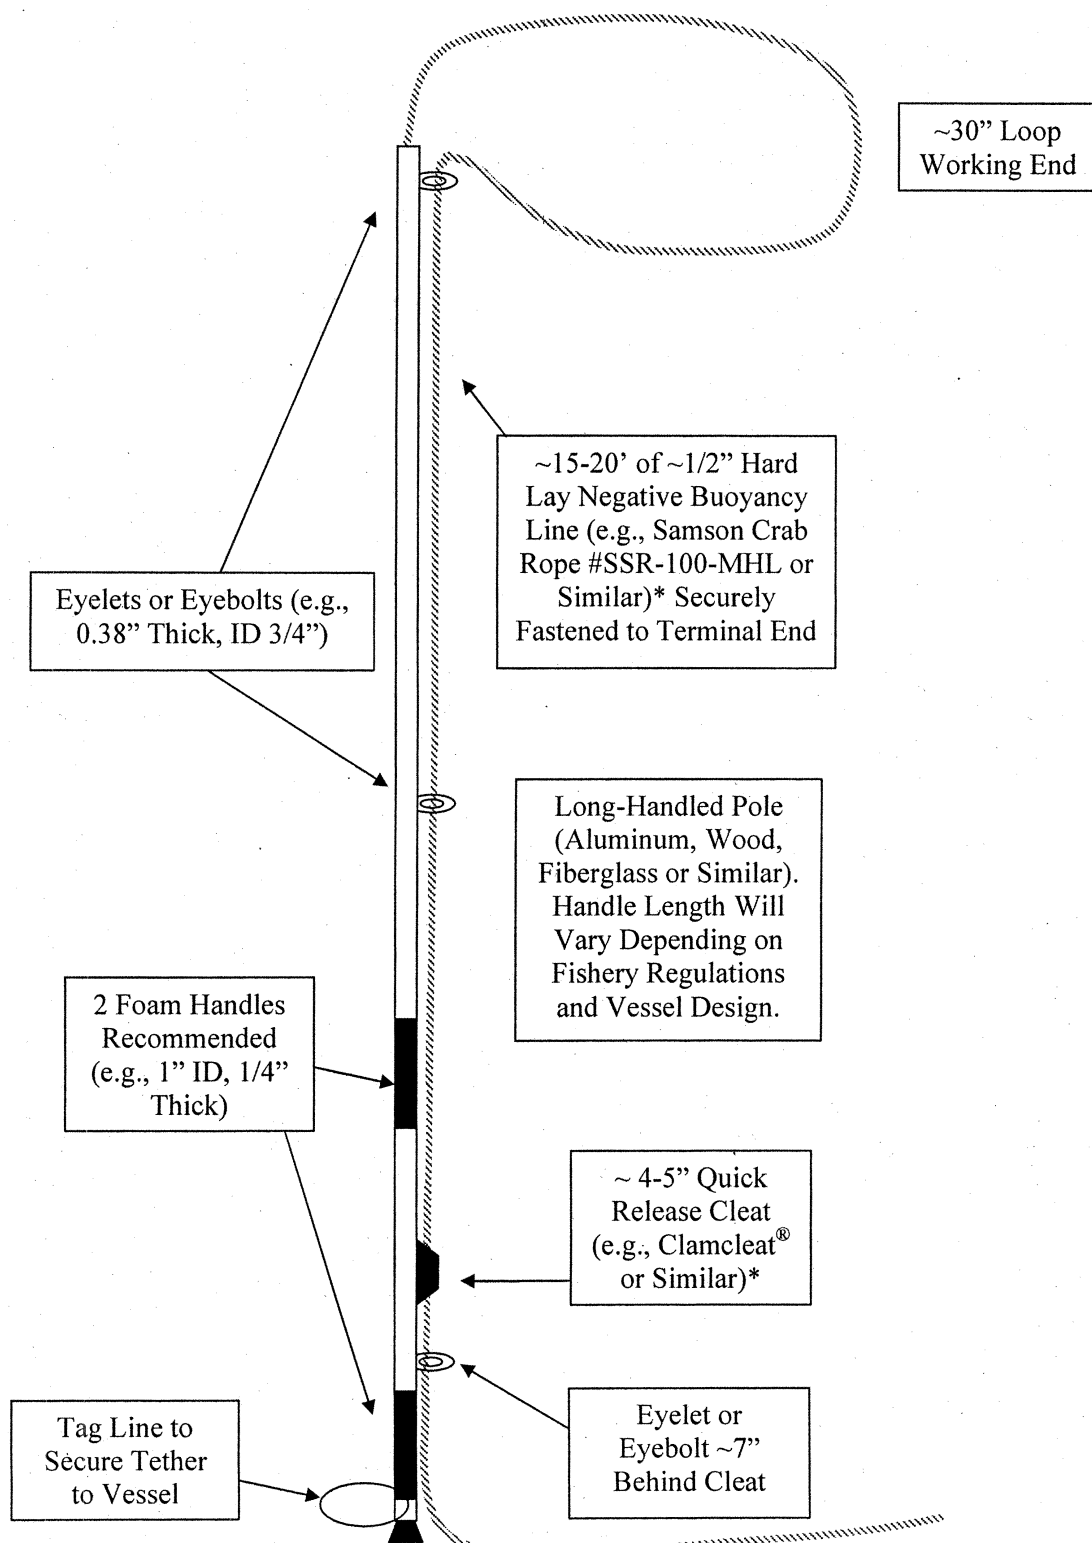 ~30” Loop
Working End
~15-20’ of ~1/2” Hard
Lay Negative Buoyancy
Line (e.g., Samson Crab
Rope #SSR-100-MHL or
Similar)* Securely
Fastened to Terminal End
Eyelets or Eyebolts (e.g.,
0.38” Thick, ID 3/4”)
Long-Handled Pole
(Aluminum, Wood,
Fiberglass or Similar).
Handle Length Will
Vary Depending on
Fishery Regulations
and Vessel Design.
2 Foam Handles
Recommended
(e.g., 1” ID, 1/4”
Thick)
~ 4-5” Quick
Release Cleat
(e.g., Clamcleat®
or Similar)*
Eyelet or
Eyebolt ~7”
Behind Cleat
Tag Line to
Secure Tether
to Vessel